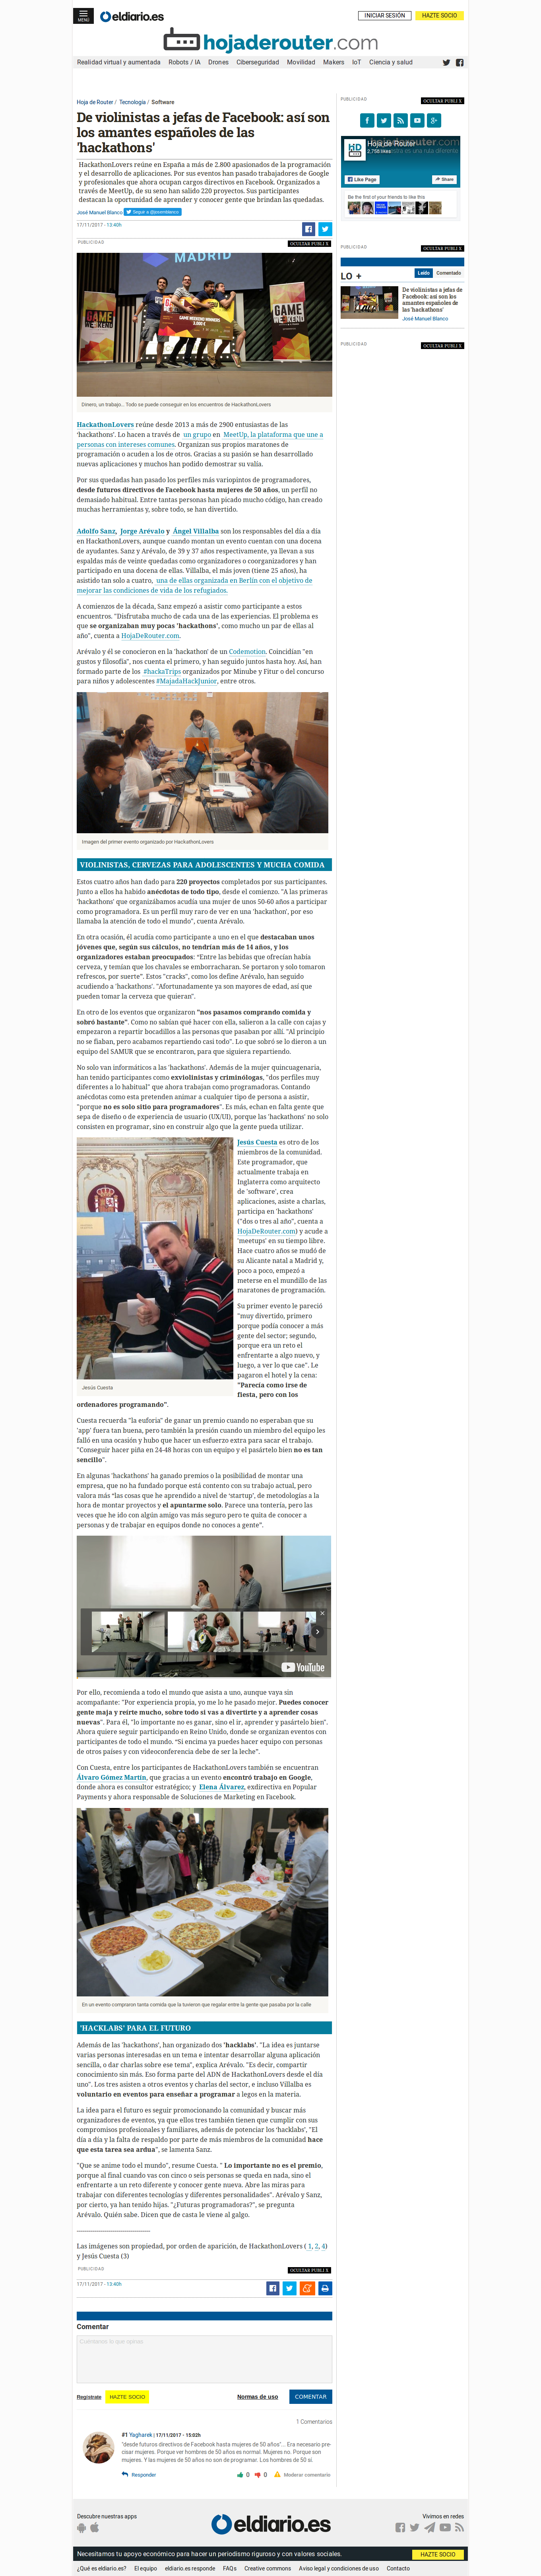 MENÚ
eldiario.es
INICIAR SESIÓN
HAZTE SOCIO
hojaderouter.com
Realidad virtual y aumentada
Robots / IA
Drones
Ciberseguridad
Movilidad
Makers
IoT
Ciencia y salud
Hoja de Router / Tecnología / Software
De violinistas a jefas de Facebook: así son
los amantes españoles de las
'hackathons'
HackathonLovers reúne en España a más de 2.800 apasionados de la programación
y el desarrollo de aplicaciones. Por sus eventos han pasado trabajadores de Google
y profesionales que ahora ocupan cargos directivos en Facebook. Organizados a
través de MeetUp, de su seno han salido 220 proyectos. Sus participantes
destacan la oportunidad de aprender y conocer gente que brindan las quedadas.
José Manuel Blanco
Seguir a @josemblanco
17/11/2017 - 13:40h
PUBLICIDAD
OCULTAR PUBLI X
MADRID
GAME WEEKEND
GAME WEEKEND WINNERS
3,000 €
GAME WEEKEND
Dinero, un trabajo... Todo se puede conseguir en los encuentros de HackathonLovers
HackathonLovers reúne desde 2013 a más de 2900 entusiastas de las
'hackathons'. Lo hacen a través de un grupo en MeetUp, la plataforma que une a
personas con intereses comunes. Organizan sus propios maratones de
programación o acuden a los de otros. Gracias a su pasión se han desarrollado
nuevas aplicaciones y muchos han podido demostrar su valía.
Por sus quedadas han pasado los perfiles más variopintos de programadores,
desde futuros directivos de Facebook hasta mujeres de 50 años, un perfil no
demasiado habitual. Entre tantas personas han picado mucho código, han creado
muchas herramientas y, sobre todo, se han divertido.
Adolfo Sanz, Jorge Arévalo y Ángel Villalba son los responsables del día a día
en HackathonLovers, aunque cuando montan un evento cuentan con una docena
de ayudantes. Sanz y Arévalo, de 39 y 37 años respectivamente, ya llevan a sus
espaldas más de veinte quedadas como organizadores o coorganizadores y han
participado en una docena de ellas. Villalba, el más joven (tiene 25 años), ha
asistido tan solo a cuatro, una de ellas organizada en Berlín con el objetivo de
mejorar las condiciones de vida de los refugiados.
A comienzos de la década, Sanz empezó a asistir como participante a estos
encuentros. "Disfrutaba mucho de cada una de las experiencias. El problema es
que se organizaban muy pocas 'hackathons', como mucho un par de ellas al
año", cuenta a HojaDeRouter.com.
Arévalo y él se conocieron en la 'hackathon' de un Codemotion. Coincidían "en
gustos y filosofía", nos cuenta el primero, y han seguido juntos hasta hoy. Así, han
formado parte de los #hackaTrips organizados por Minube y Fitur o del concurso
para niños y adolescentes #MajadaHackJunior, entre otros.
Imagen del primer evento organizado por HackathonLovers
VIOLINISTAS, CERVEZAS PARA ADOLESCENTES Y MUCHA COMIDA
Estos cuatro años han dado para 220 proyectos completados por sus participantes.
Junto a ellos ha habido anécdotas de todo tipo, desde el comienzo. "A las primeras
'hackathons' que organizábamos acudía una mujer de unos 50-60 años a participar
como programadora. Es un perfil muy raro de ver en una 'hackathon', por eso
llamaba la atención de todo el mundo", cuenta Arévalo.
En otra ocasión, él acudía como participante a uno en el que destacaban unos
jóvenes que, según sus cálculos, no tendrían más de 14 años, y los
organizadores estaban preocupados: "Entre las bebidas que ofrecían había
cerveza, y temían que los chavales se emborracharan. Se portaron y solo tomaron
refrescos, por suerte". Estos "cracks", como los define Arévalo, han seguido
acudiendo a 'hackathons'. "Afortunadamente ya son mayores de edad, así que
pueden tomar la cerveza que quieran".
En otro de los eventos que organizaron "nos pasamos comprando comida y
sobró bastante". Como no sabían qué hacer con ella, salieron a la calle con cajas y
empezaron a repartir bocadillos a las personas que pasaban por allí. "Al principio
no se fiaban, pero acabamos repartiendo casi todo". Lo que sobró se lo dieron a un
equipo del SAMUR que se encontraron, para que siguiera repartiendo.
No solo van informáticos a las 'hackathons'. Además de la mujer quincuagenaria,
han tenido participantes como exviolinistas y criminólogas, "dos perfiles muy
diferentes a lo habitual" que ahora trabajan como programadoras. Contando
anécdotas como esta pretenden animar a cualquier tipo de persona a asistir,
"porque no es solo sitio para programadores". Es más, echan en falta gente que
sepa de diseño o de experiencia de usuario (UX/UI), porque las 'hackathons' no solo
consisten en programar, sino en construir algo que la gente pueda utilizar.
Jesús Cuesta
Jesús Cuesta es otro de los
miembros de la comunidad.
Este programador, que
actualmente trabaja en
Inglaterra como arquitecto
de 'software', crea
aplicaciones, asiste a charlas,
participa en 'hackathons'
("dos o tres al año", cuenta a
HojaDeRouter.com) y acude a
'meetups' en su tiempo libre.
Hace cuatro años se mudó de
su Alicante natal a Madrid y,
poco a poco, empezó a
meterse en el mundillo de las
maratones de programación.
Su primer evento le pareció
"muy divertido, primero
porque podía conocer a más
gente del sector; segundo,
porque era un reto el
enfrentarte a algo nuevo, y
luego, a ver lo que cae". Le
pagaron el hotel y la cena:
"Parecía como irse de
fiesta, pero con los
ordenadores programando".
Cuesta recuerda "la euforia" de ganar un premio cuando no esperaban que su
'app' fuera tan buena, pero también la presión cuando un miembro del equipo les
falló en una ocasión y hubo que hacer un esfuerzo extra para sacar el trabajo.
"Conseguir hacer piña en 24-48 horas con un equipo y el pasártelo bien no es tan
sencillo".
En algunas 'hackathons' ha ganado premio o la posibilidad de montar una
empresa, que no ha fundado porque está contento con su trabajo actual, pero
valora más "las cosas que he aprendido a nivel de 'startup', de metodologías a la
hora de montar proyectos y el apuntarme solo. Parece una tontería, pero las
veces que he ido con algún amigo vas más seguro pero te quita de conocer a
personas y de trabajar en equipos donde no conoces a gente".
YouTube
Por ello, recomienda a todo el mundo que asista a uno, aunque vaya sin
acompañante: "Por experiencia propia, yo me lo he pasado mejor. Puedes conocer
gente maja y reírte mucho, sobre todo si vas a divertirte y a aprender cosas
nuevas". Para él, "lo importante no es ganar, sino el ir, aprender y pasártelo bien".
Ahora quiere seguir participando en Reino Unido, donde se organizan encuentros
con gente de todo el mundo. "Si encima ya puedes hacer equipo con personas
de otros países y con videoconferencia debe de ser la leche".
Con Cuesta, entre los participantes de HackathonLovers también se encuentran
Álvaro Gómez Martín, que gracias a un evento encontró trabajo en Google,
donde ahora es consultor estratégico; y Elena Álvarez, exdirectiva en Popular
Payments y ahora responsable de Soluciones de Marketing en Facebook.
En un evento compraron tanta comida que la tuvieron que regalar entre la gente que pasaba por la calle
'HACKLABS' PARA EL FUTURO
Además de las 'hackathons', han organizado dos 'hacklabs'. "La idea es juntarse
varias personas interesadas en un tema e intentar desarrollar alguna aplicación
sencilla, o dar charlas sobre ese tema", explica Arévalo. "Es decir, compartir
conocimiento sin más. Eso forma parte del ADN de HackathonLovers desde el día
uno". Los tres asisten a otros eventos y charlas del sector, e incluso Villalba es
voluntario en eventos para enseñar a programar a legos en la materia.
La idea para el futuro es seguir promocionando la comunidad y buscar más
organizadores de eventos, ya que ellos tres también tienen que cumplir con sus
compromisos profesionales y familiares, además de potenciar los 'hacklabs', "El
tiempo y la falta de respaldo por parte de más miembros de la comunidad hace
que esta tarea sea ardua", se lamenta Sanz.
"Que se anime todo el mundo", resume Cuesta. " Lo importante no es el premio,
porque al final cuando vas con cinco o seis personas se queda en nada, sino el
enfrentarte a un reto diferente y conocer gente nueva. Abre las miras para
trabajar con diferentes tecnologías y diferentes personalidades". Arévalo y Sanz,
por cierto, ya han tenido hijas. "¿Futuras programadoras?", se pregunta
Arévalo. Quién sabe. Dicen que de casta le viene al galgo.
-------------------------------------
Las imágenes son propiedad, por orden de aparición, de HackathonLovers ( 1, 2, 4)
y Jesús Cuesta (3)
PUBLICIDAD
OCULTAR PUBLI X
17/11/2017 - 13:40h
Comentar
Cuéntanos lo que opinas
Regístrate
HAZTE SOCIO
Normas de uso
COMENTAR
1 Comentarios
#1 Yagharek | 17/11/2017 - 15:02h
"desde futuros directivos de Facebook hasta mujeres de 50 años"... Era necesario pre-
cisar mujeres. Porque ver hombres de 50 años es normal. Mujeres no. Porque son
mujeres. Y las mujeres de 50 años no son de programar. Los hombres de 50 sí.
Responder
0
0
Moderar comentario
PUBLICIDAD
OCULTAR PUBLI X
HD
Hoja de Router
2,758 likes
Like Page
Share
Be the first of your friends to like this
PUBLICIDAD
OCULTAR PUBLI X
LO +
Leído
Comentado
De violinistas a jefas de
Facebook: así son los
amantes españoles de
las 'hackathons'
José Manuel Blanco
PUBLICIDAD
OCULTAR PUBLI X
Descubre nuestras apps
eldiario.es
Vivimos en redes
Necesitamos tu apoyo económico para hacer un periodismo riguroso y con valores sociales.
HAZTE SOCIO
¿Qué es eldiario.es?
El equipo
eldiario.es responde
FAQs
Creative commons
Aviso legal y condiciones de uso
Contacto